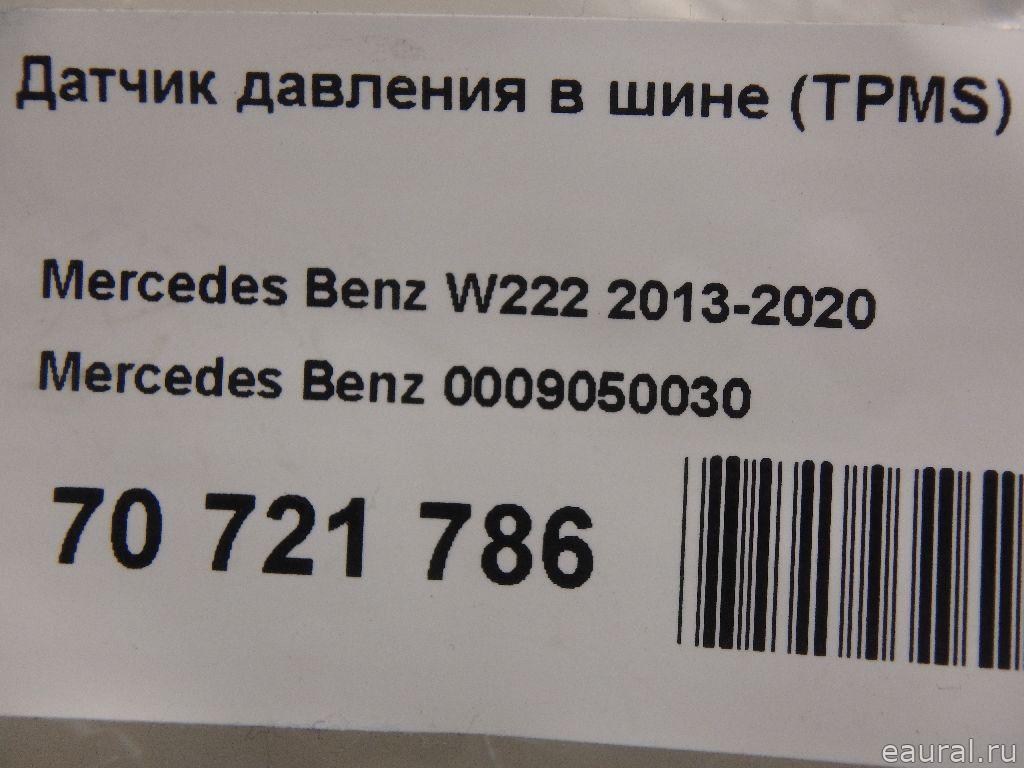 Датчик давления в шине (TPMS)
Mercedes Benz W222 2013-2020
Mercedes Benz 0009050030
70 721 786
eaural.ru